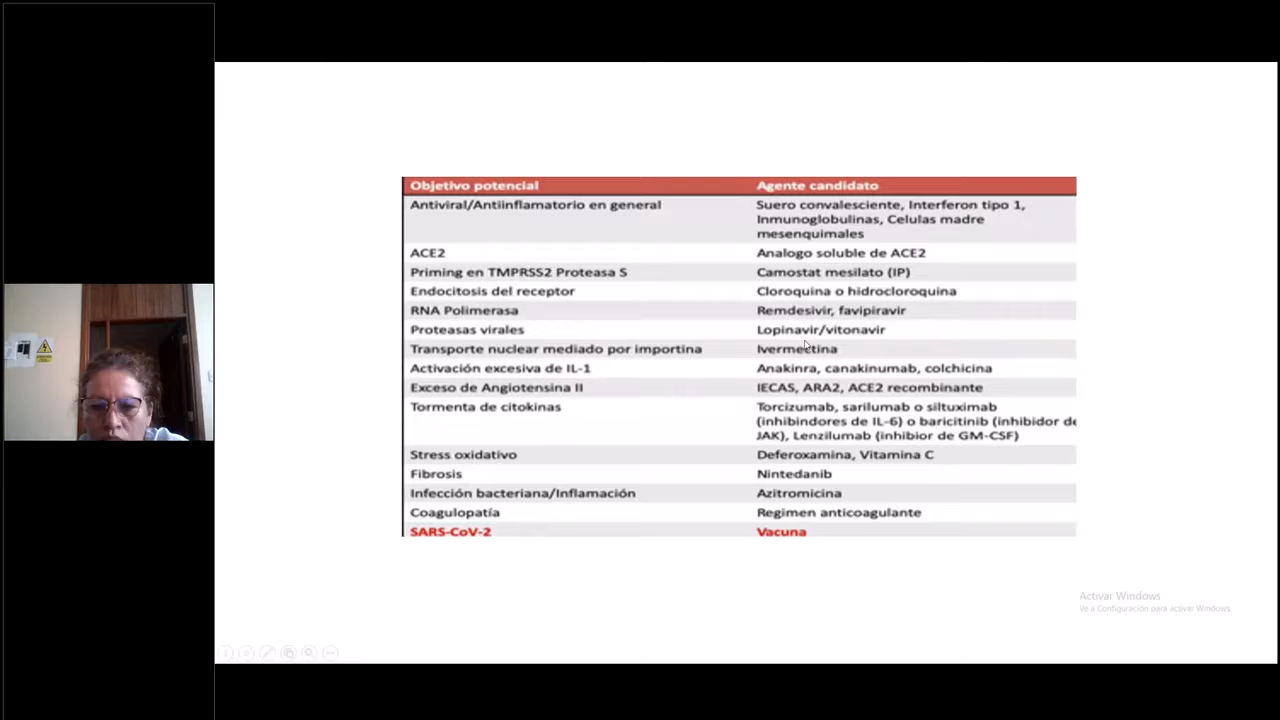 Objetivo potencial Agente candidato
Antiviral/Antiinflamatorio en general Suero convalesciente, Interferon tipo 1,
Inmunoglobulinas, Celulas madre
mesenquimales
ACE2 Analogo soluble de ACE2
Priming en TMPRSS2 Proteasa S Camostat mesilato (IP)
Endocitosis del receptor Cloroquina o hidrocloroquina
RNA Polimerasa Remdesivir, favipiravir
Proteasas virales Lopinavir/vitonavir
Transporte nuclear mediado por importina Ivermectina
Activación excesiva de IL-1 Anakinra, canakinumab, colchicina
Exceso de Angiotensina II IECAS, ARA2, ACE2 recombinante
Tormenta de citokinas Torcizumab, sarilumab o siltuximab
(inhibindores de IL-6) o baricitinib (inhibidor de
JAK), Lenzilumab (inhibior de GM-CSF)
Stress oxidativo Deferoxamina, Vitamina C
Fibrosis Nintedanib
Infección bacteriana/Inflamación Azitromicina
Coagulopatía Regimen anticoagulante
SARS-CoV-2 Vacuna
Activar Windows
Ve a Configuración para activar Windows